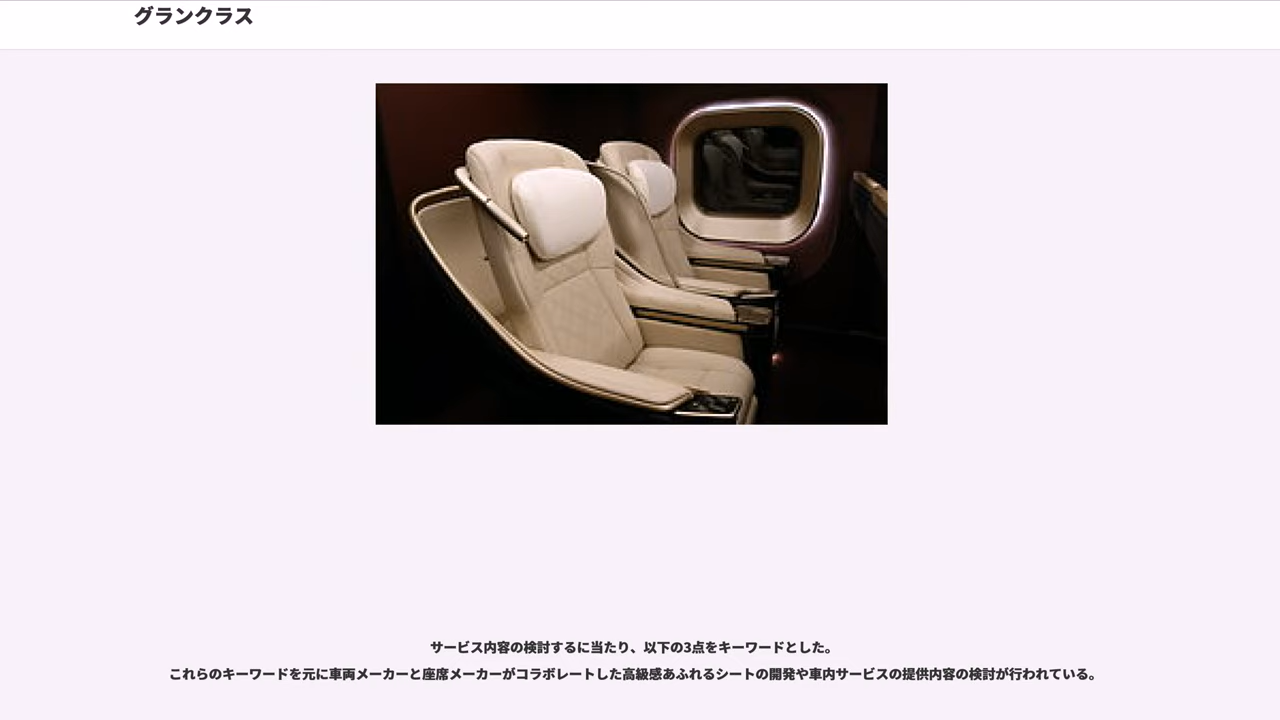 グランクラス
サービス内容の検討するに当たり、以下の3点をキーワードとした。
これらのキーワードを元に車両メーカーと座席メーカーがコラボレートした高級感あふれるシートの開発や車内サービスの提供内容の検討が行われている。